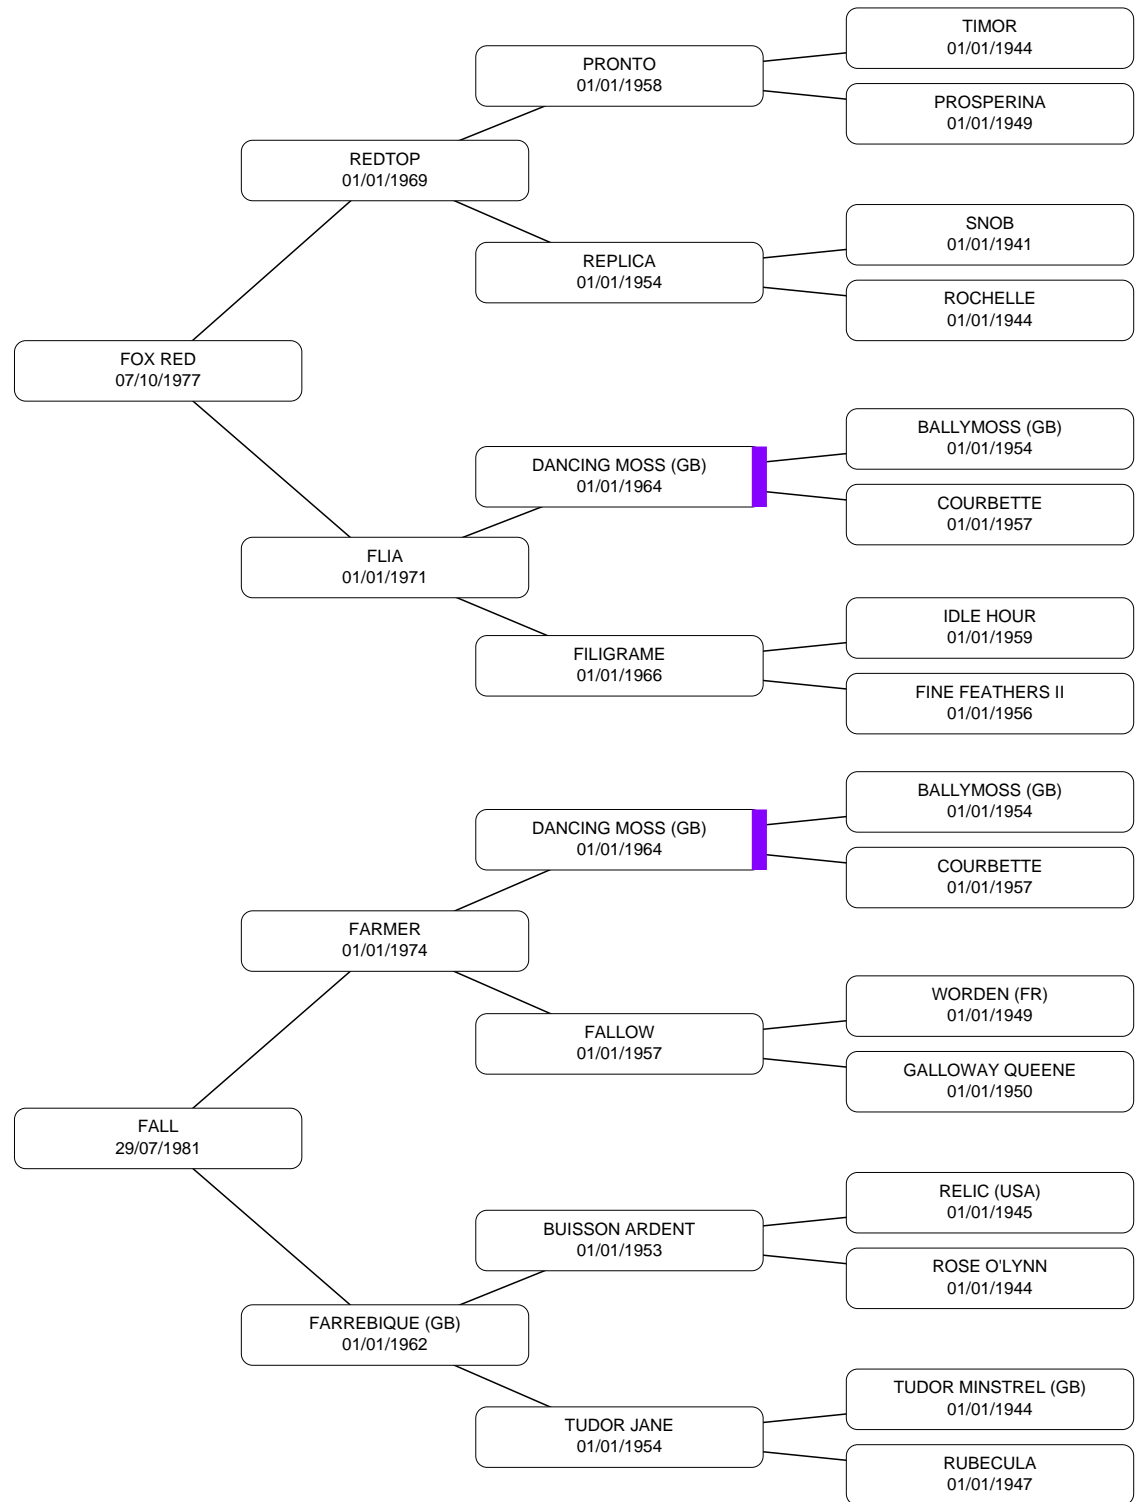 TIMOR
01/01/1944
PRONTO
01/01/1958
PROSPERINA
01/01/1949
REDTOP
01/01/1969
SNOB
01/01/1941
REPLICA
01/01/1954
ROCHELLE
01/01/1944
FOX RED
07/10/1977
BALLYMOSS (GB)
01/01/1954
DANCING MOSS (GB)
01/01/1964
COURBETTE
01/01/1957
FLIA
01/01/1971
IDLE HOUR
01/01/1959
FILIGRAME
01/01/1966
FINE FEATHERS II
01/01/1956
BALLYMOSS (GB)
01/01/1954
DANCING MOSS (GB)
01/01/1964
COURBETTE
01/01/1957
FARMER
01/01/1974
WORDEN (FR)
01/01/1949
FALLOW
01/01/1957
GALLOWAY QUEENE
01/01/1950
FALL
29/07/1981
RELIC (USA)
01/01/1945
BUISSON ARDENT
01/01/1953
ROSE O'LYNN
01/01/1944
FARREBIQUE (GB)
01/01/1962
TUDOR MINSTREL (GB)
01/01/1944
TUDOR JANE
01/01/1954
RUBECULA
01/01/1947